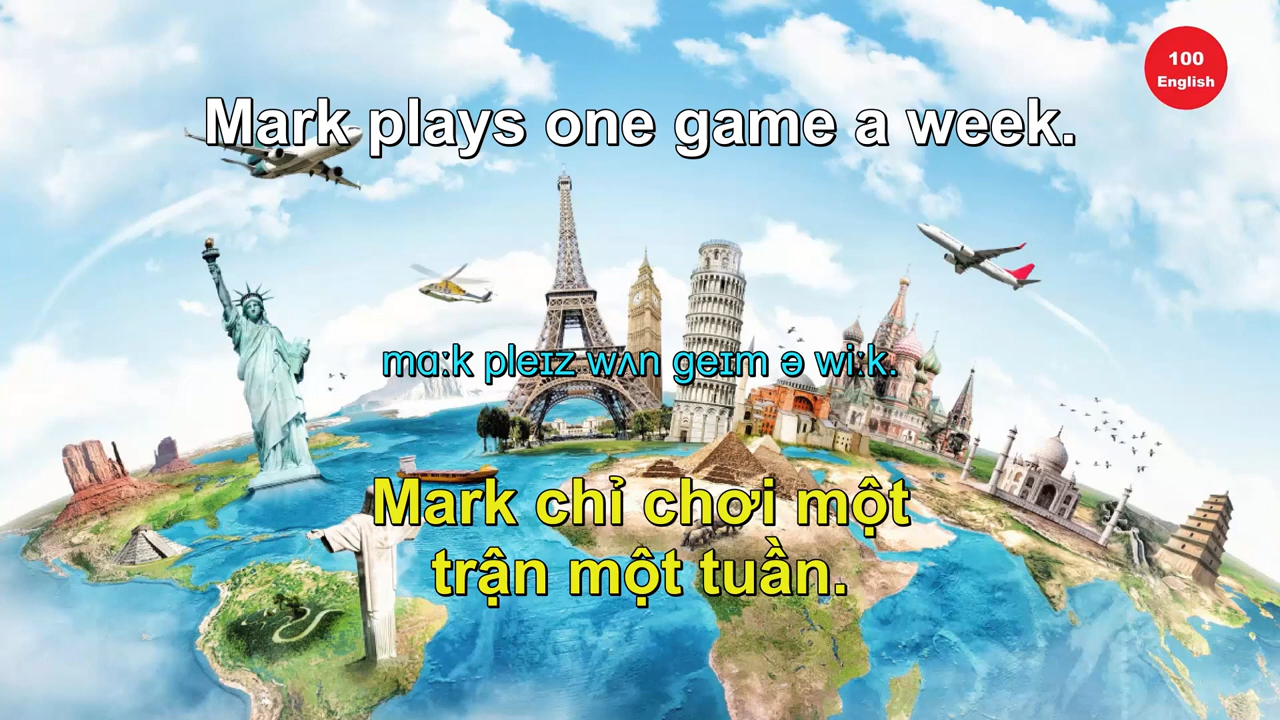 100
English
Mark plays one game a week.
mɑːk pleɪz wʌn geɪm ə wiːk.
Mark chỉ chơi một
trận một tuần.